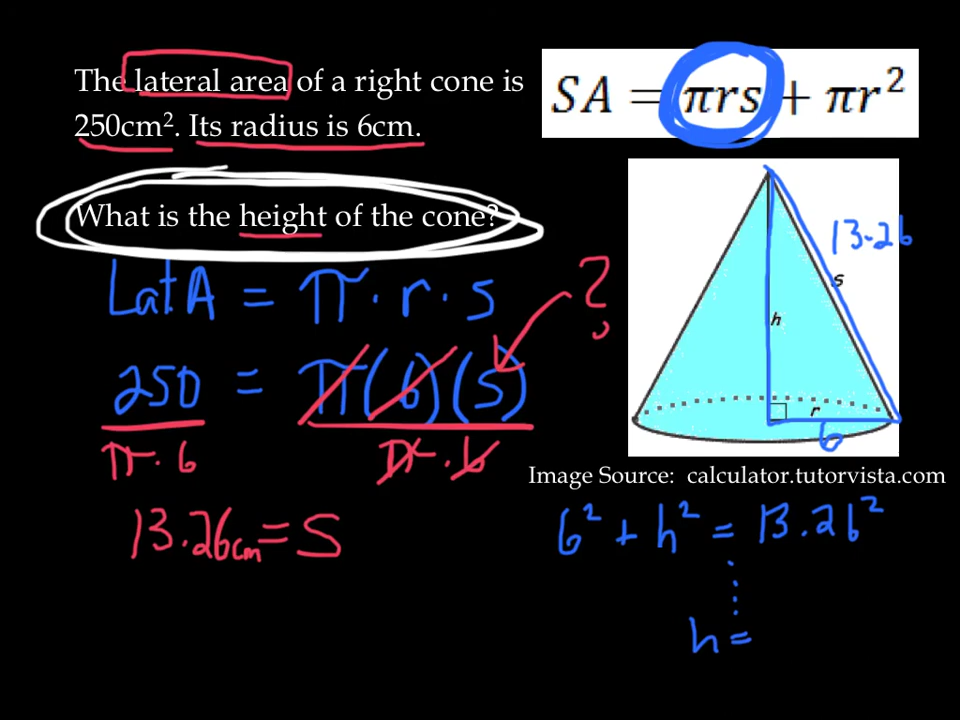 The lateral area of a right cone is
250cm². Its radius is 6cm.
What is the height of the cone?
SA = πrs + πr²
Lat A = π · r · s
?
250 = π(6)(s)
π · 6 π · 6
13.26cm = S
13.26
s
h
r
6
Image Source: calculator.tutorvista.com
6² + h² = 13.26²
h =